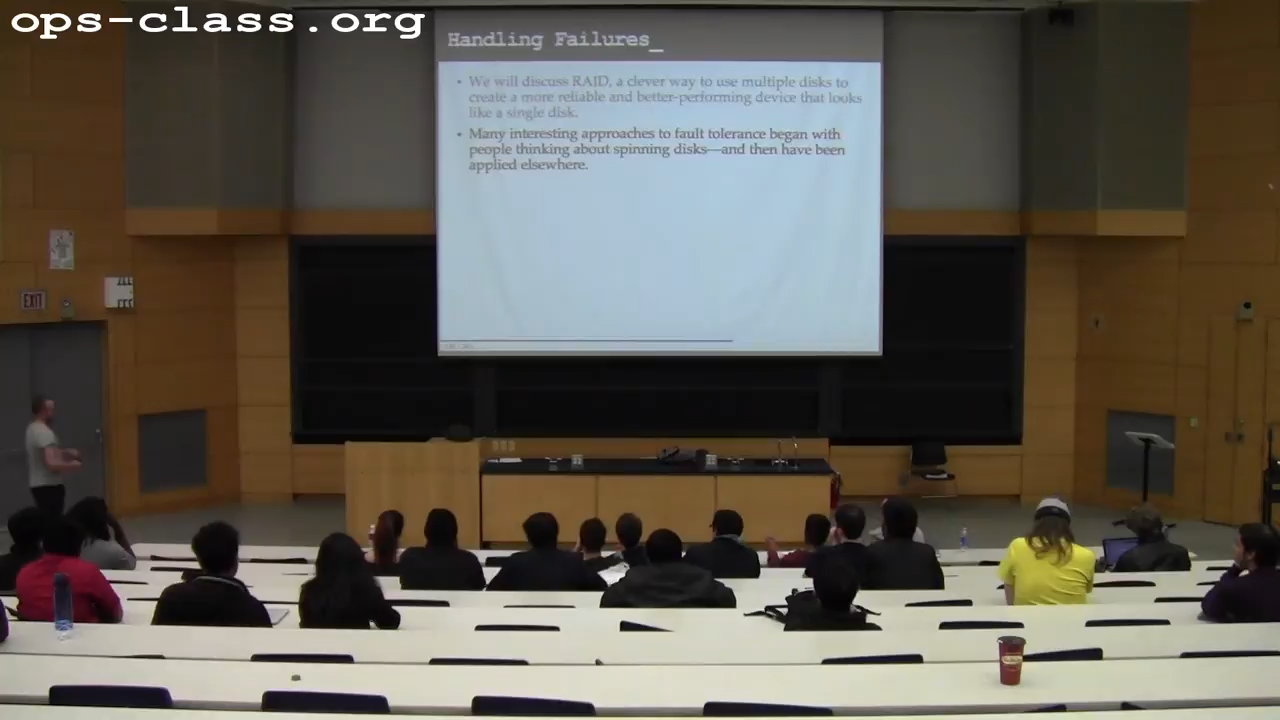 ops-class.org
Handling Failures_
• We will discuss RAID, a clever way to use multiple disks to
create a more reliable and better-performing device that looks
like a single disk.
• Many interesting approaches to fault tolerance began with
people thinking about spinning disks—and then have been
applied elsewhere.
EXIT